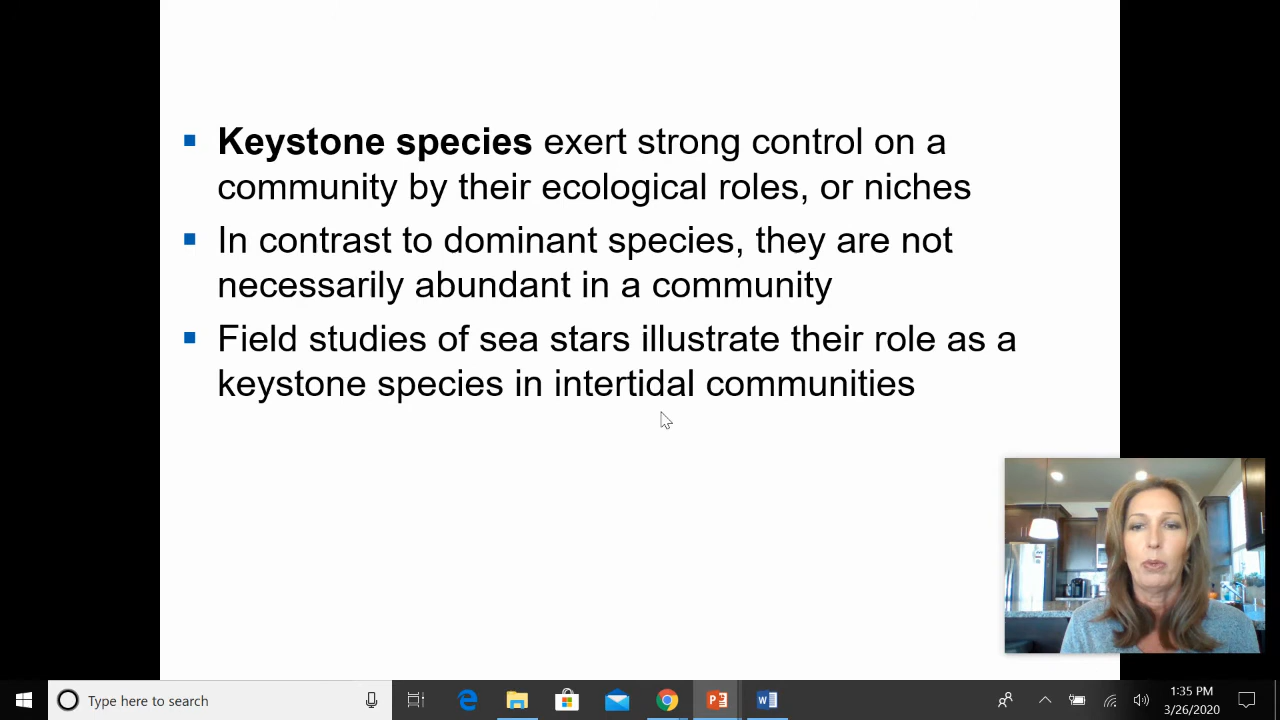 Keystone species exert strong control on a
community by their ecological roles, or niches
In contrast to dominant species, they are not
necessarily abundant in a community
Field studies of sea stars illustrate their role as a
keystone species in intertidal communities
Type here to search
1:35 PM
3/26/2020